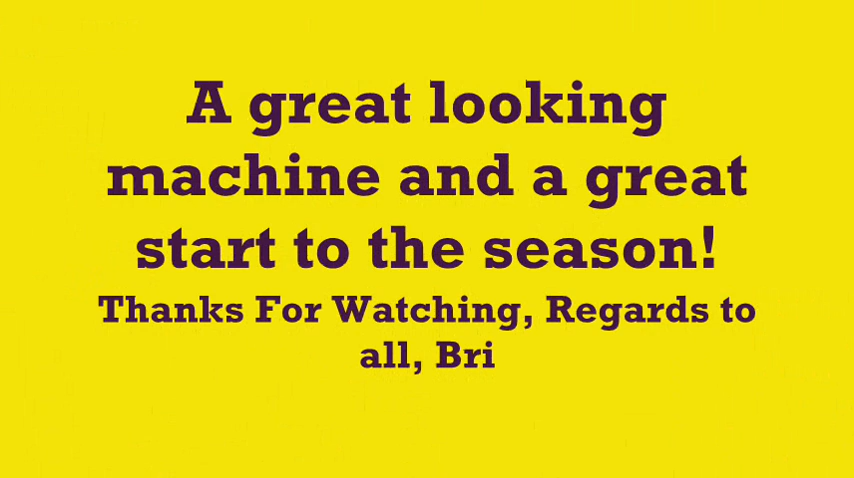 A great looking
machine and a great
start to the season!
Thanks For Watching, Regards to
all, Bri